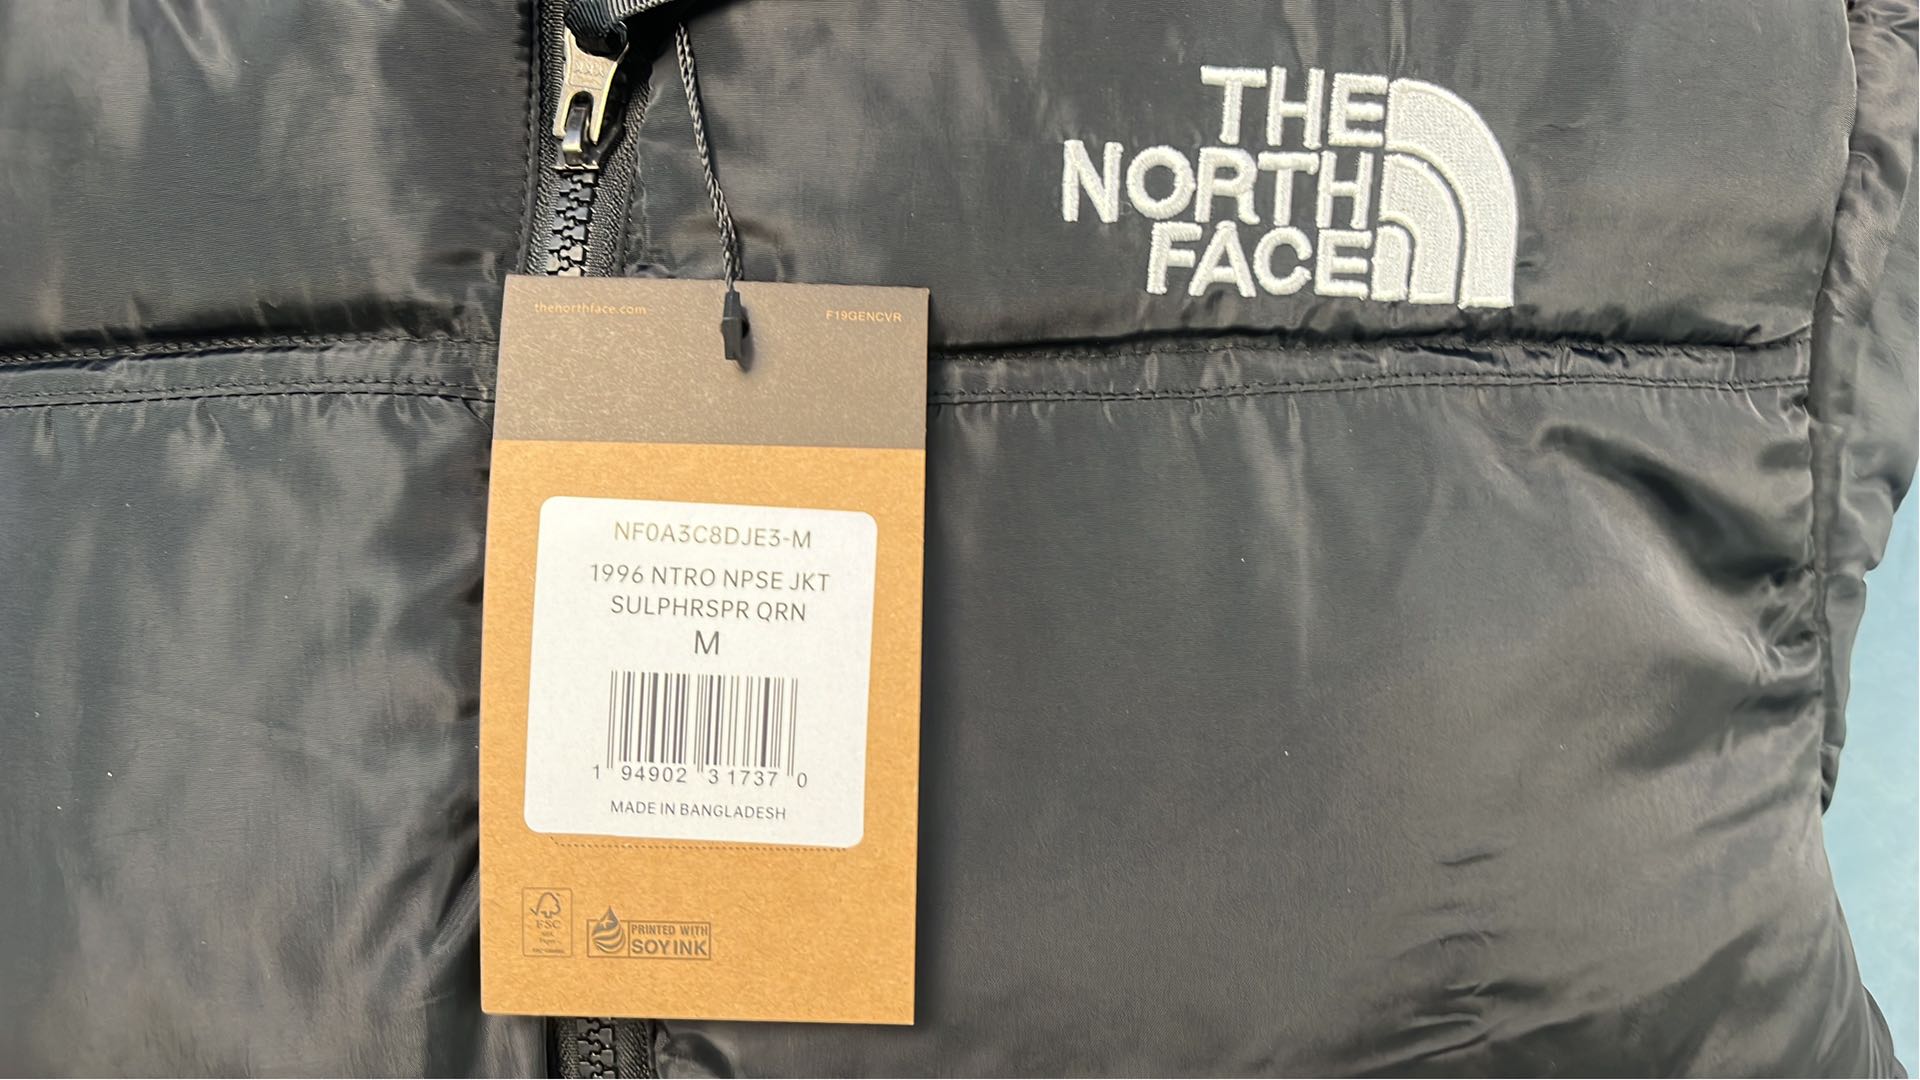 THE
NORTH
FACE
thenorthface.com
F19GENCVR
NF0A3C8DJE3-M
1996 NTRO NPSE JKT
SULPHRSPR QRN
M
1 94902 31737 0
MADE IN BANGLADESH
FSC
PRINTED WITH
SOY INK